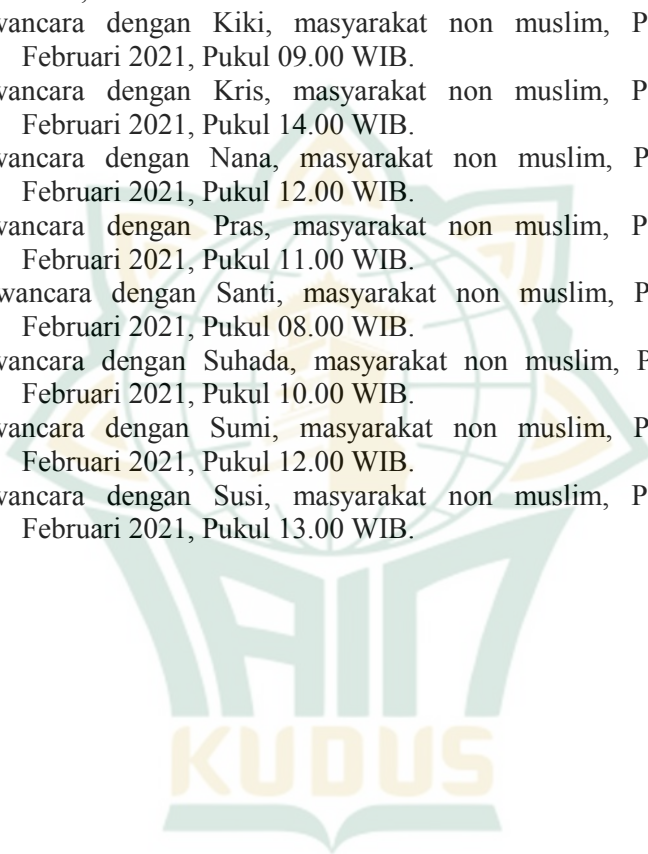 wancara dengan Kiki, masyarakat non muslim, P
Februari 2021, Pukul 09.00 WIB.
wancara dengan Kris, masyarakat non muslim, P
Februari 2021, Pukul 14.00 WIB.
wancara dengan Nana, masyarakat non muslim, P
Februari 2021, Pukul 12.00 WIB.
wancara dengan Pras, masyarakat non muslim, P
Februari 2021, Pukul 11.00 WIB.
wancara dengan Santi, masyarakat non muslim, P
Februari 2021, Pukul 08.00 WIB.
wancara dengan Suhada, masyarakat non muslim, P
Februari 2021, Pukul 10.00 WIB.
wancara dengan Sumi, masyarakat non muslim, P
Februari 2021, Pukul 12.00 WIB.
wancara dengan Susi, masyarakat non muslim, P
Februari 2021, Pukul 13.00 WIB.
IAIN
KUDUS